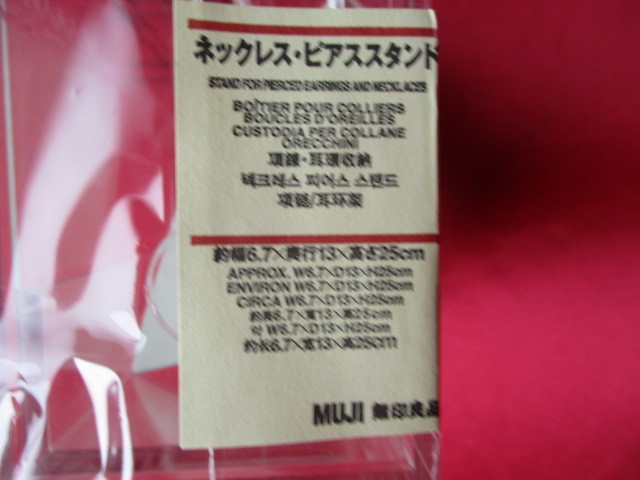 ネックレス・ピアススタンド
STAND FOR PIERCED EARRINGS AND NECKLACES
BOÎTIER POUR COLLIERS
BOUCLES D'OREILLES
CUSTODIA PER COLLANE
ORECCHINI
項鍊・耳環收納
넥크레스 피어스 스탠드
项链/耳环架
約幅6.7×奥行13×高さ25cm
APPROX. W6.7×D13×H25cm
ENVIRON W6.7×D13×H25cm
CIRCA W6.7×D13×H25cm
約長6.7×寬13×高25cm
약 W6.7×D13×H25cm
约长6.7×宽13×高25cm
MUJI 無印良品